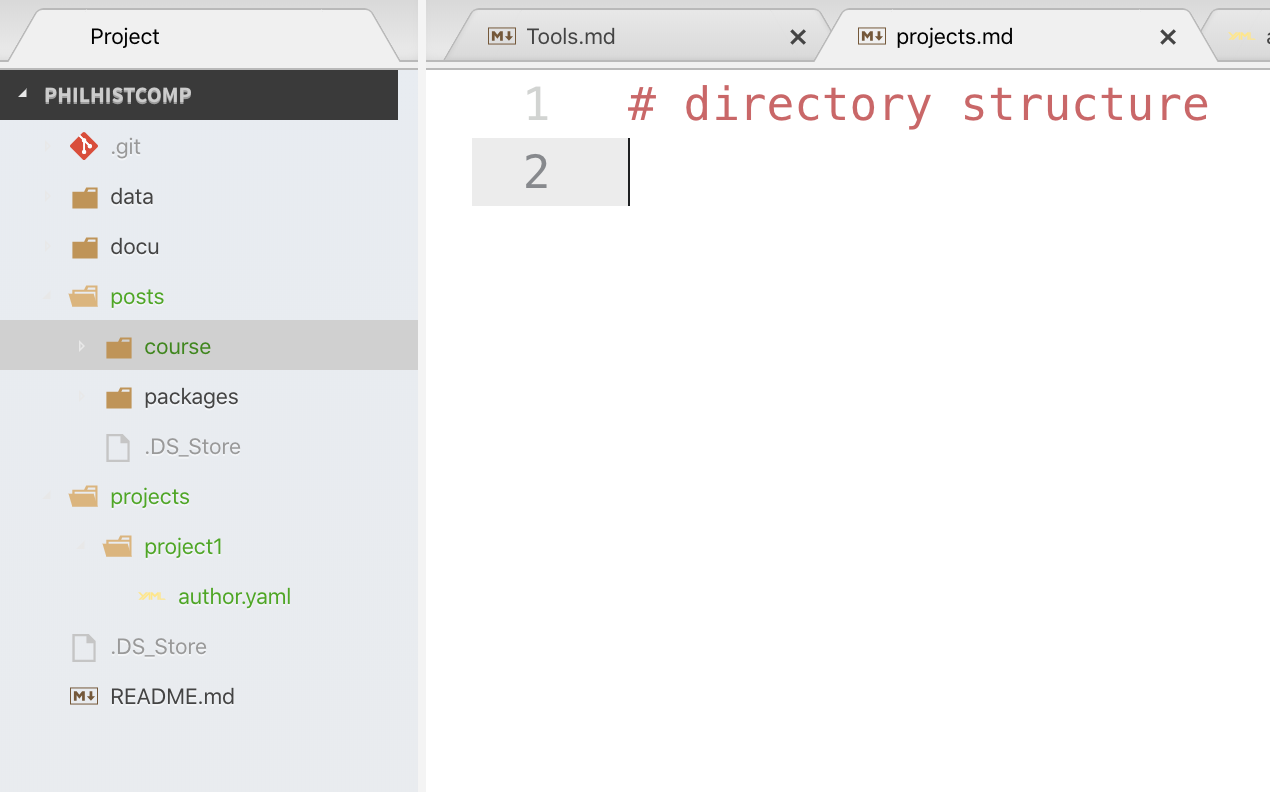 Project
PHILHISTCOMP
.git
data
docu
posts
course
packages
.DS_Store
projects
project1
author.yaml
.DS_Store
README.md
Tools.md
projects.md
1 # directory structure
2